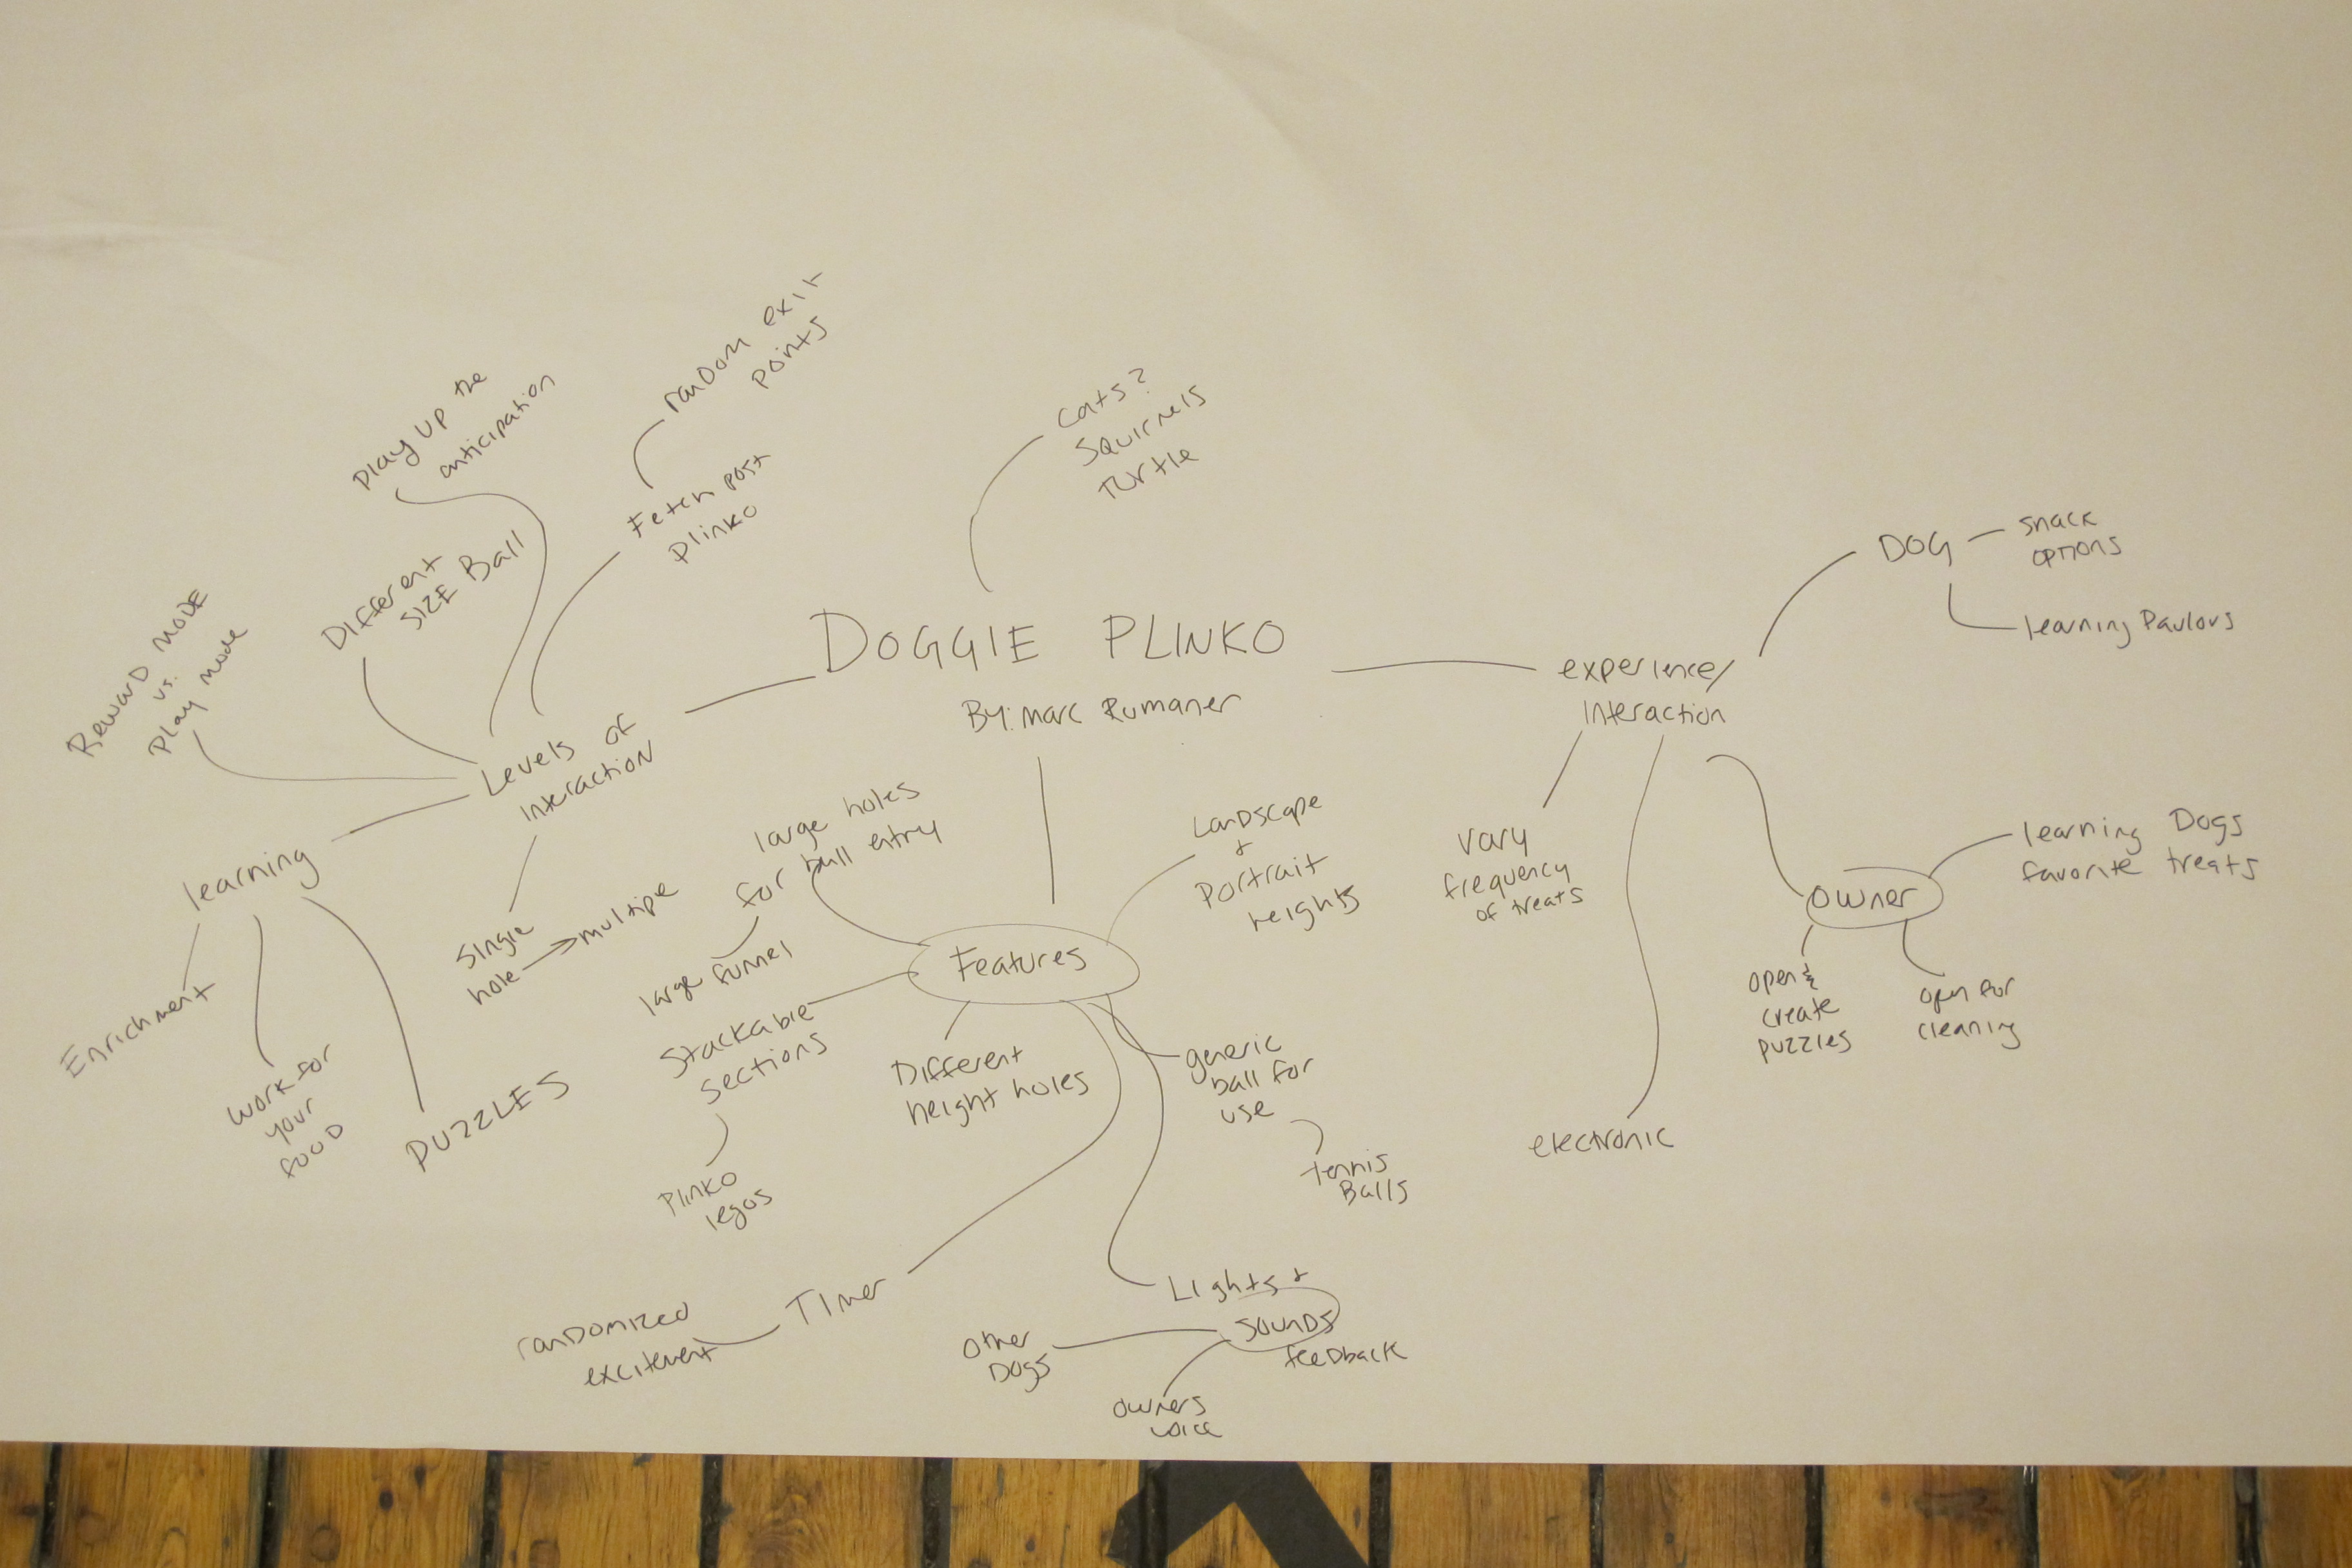 random exit
points
Play up the
anticipation
Fetch post
plinko
Different
SIZE Ball
Reward mode
vs.
Play mode
Levels of
interaction
learning
Enrichment
work for
your
food
PUZZLES
Single
hole → multiple
Cats?
Squirrels
Turtle
DOGGIE PLINKO
By: Marc Rumaner
large holes
for ball entry
large funnel
Landscape
+
Portrait
heights
Features
Stackable
sections
Plinko
legos
Different
height holes
generic
ball for
use
tennis
Balls
Timer
randomized
excitement
Lights +
sounds
feedback
other
Dogs
owners
voice
experience/
Interaction
DOG
snack
options
learning Pavlovs
vary
frequency
of treats
electronic
owner
learning Dogs
favorite treats
open &
create
puzzles
open for
cleaning